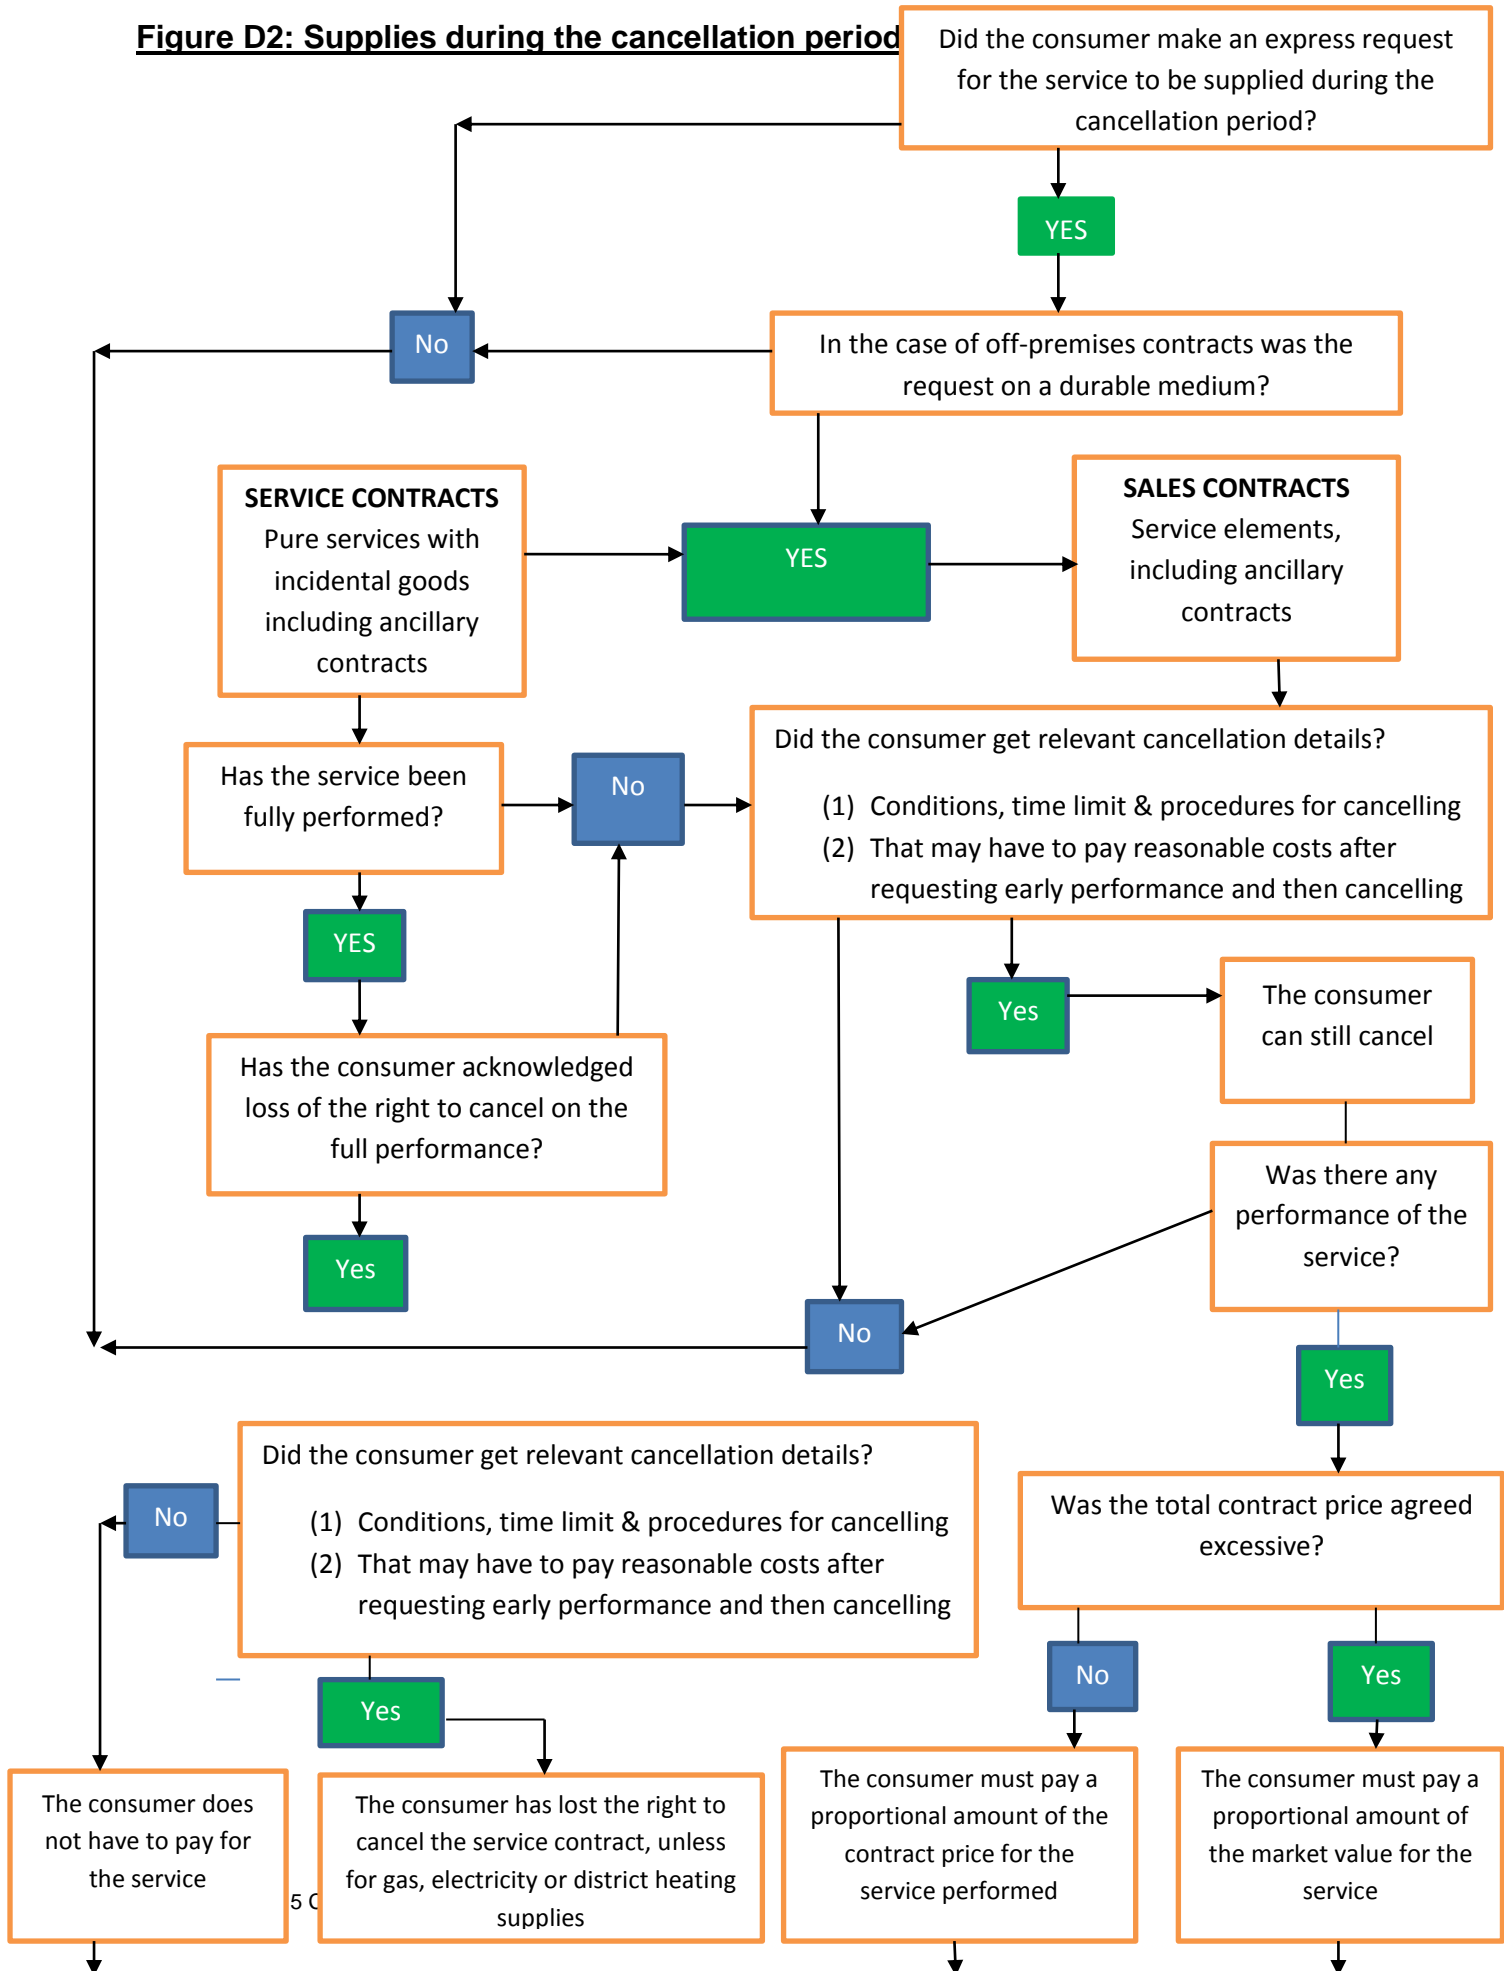 Figure D2: Supplies during the cancellation period
Did the consumer make an express request
for the service to be supplied during the
cancellation period?
YES
No
In the case of off-premises contracts was the
request on a durable medium?
SERVICE CONTRACTS
Pure services with
incidental goods
including ancillary
contracts
YES
SALES CONTRACTS
Service elements,
including ancillary
contracts
Has the service been
fully performed?
No
Did the consumer get relevant cancellation details?
(1) Conditions, time limit & procedures for cancelling
(2) That may have to pay reasonable costs after
requesting early performance and then cancelling
YES
Yes
The consumer
can still cancel
Has the consumer acknowledged
loss of the right to cancel on the
full performance?
Was there any
performance of the
service?
Yes
No
Yes
Did the consumer get relevant cancellation details?
(1) Conditions, time limit & procedures for cancelling
(2) That may have to pay reasonable costs after
requesting early performance and then cancelling
No
Was the total contract price agreed
excessive?
Yes
No
Yes
The consumer does
not have to pay for
the service
The consumer has lost the right to
cancel the service contract, unless
for gas, electricity or district heating
supplies
The consumer must pay a
proportional amount of the
contract price for the
service performed
The consumer must pay a
proportional amount of
the market value for the
service
5